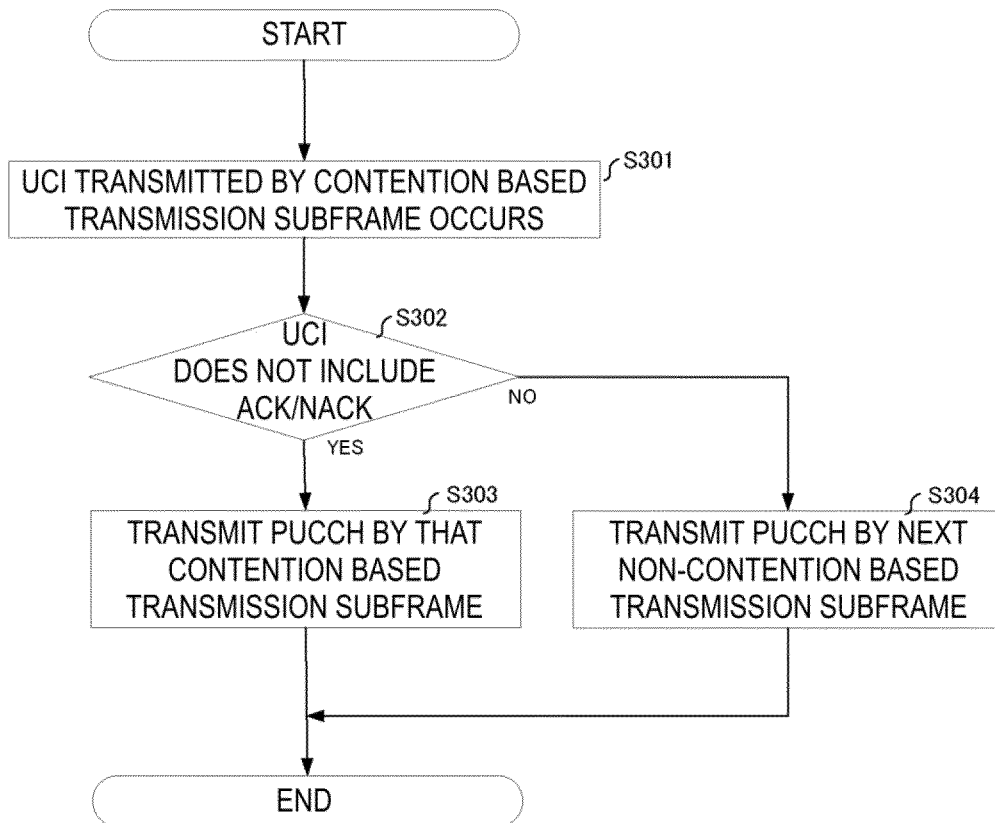 START
S301
UCI TRANSMITTED BY CONTENTION BASED
TRANSMISSION SUBFRAME OCCURS
S302
UCI
DOES NOT INCLUDE
ACK/NACK
NO
YES
S303
TRANSMIT PUCCH BY THAT
CONTENTION BASED
TRANSMISSION SUBFRAME
S304
TRANSMIT PUCCH BY NEXT
NON-CONTENTION BASED
TRANSMISSION SUBFRAME
END